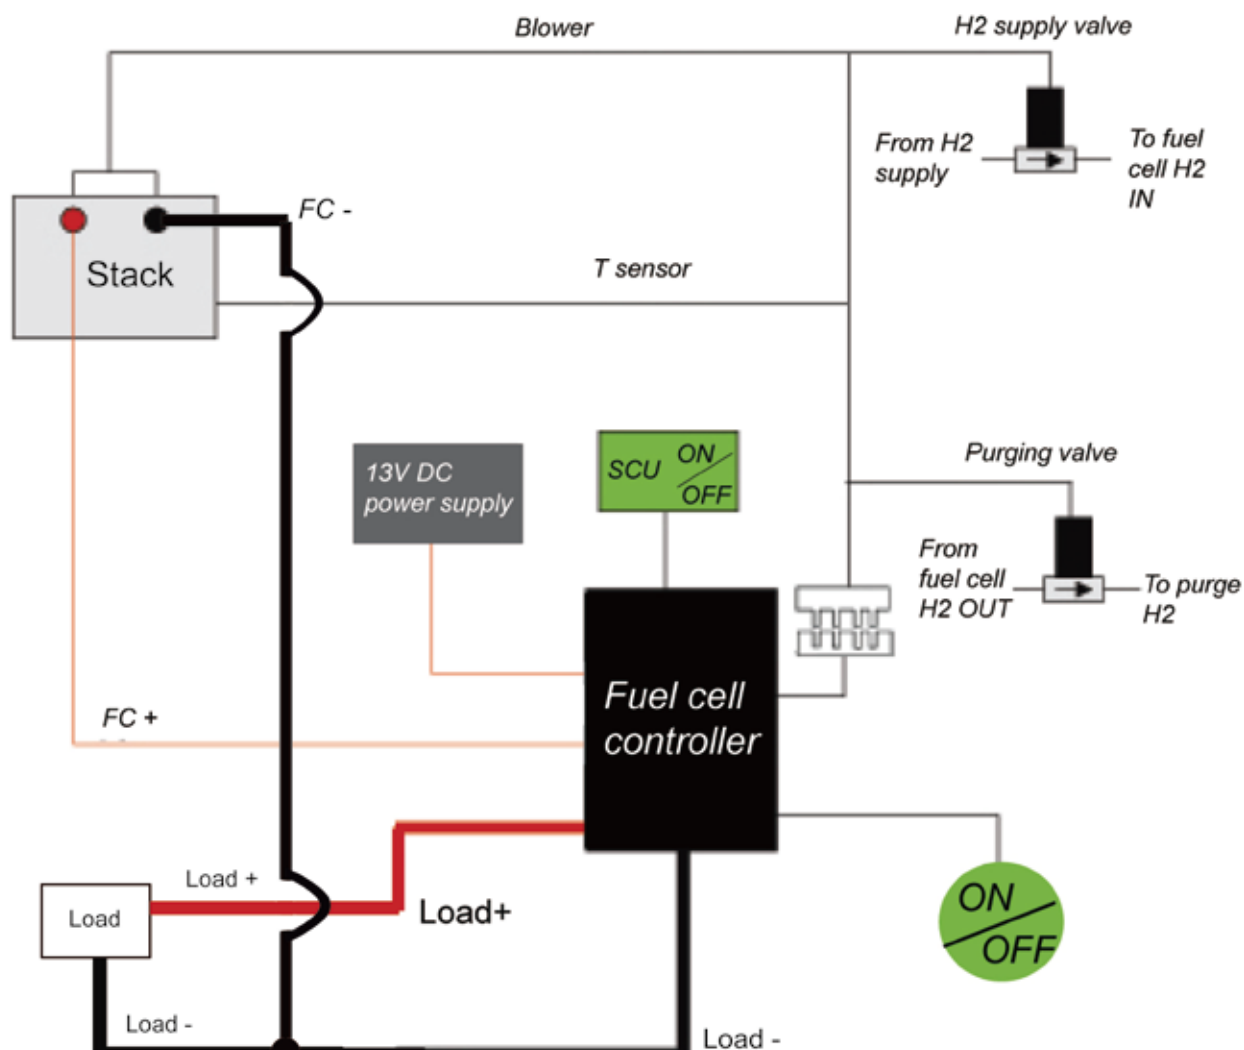 Blower
H2 supply valve
From H2
supply
To fuel
cell H2
IN
FC -
Stack
T sensor
13V DC
power supply
SCU ON
OFF
Purging valve
From
fuel cell
H2 OUT
To purge
H2
Fuel cell
controller
FC +
Load +
Load+
Load
ON
OFF
Load -
Load -